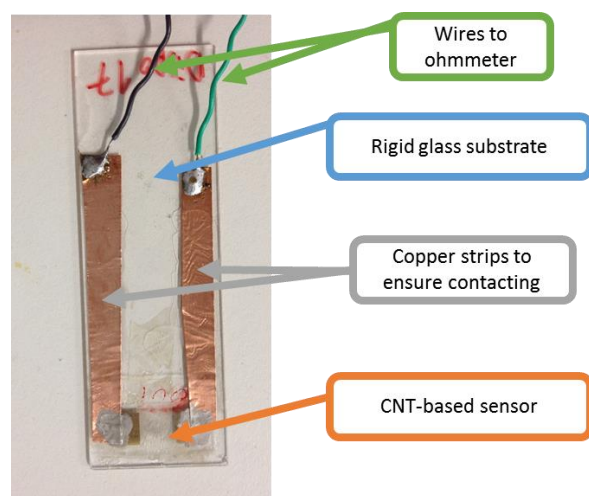 Wires to
ohmmeter
Rigid glass substrate
Copper strips to
ensure contacting
CNT-based sensor